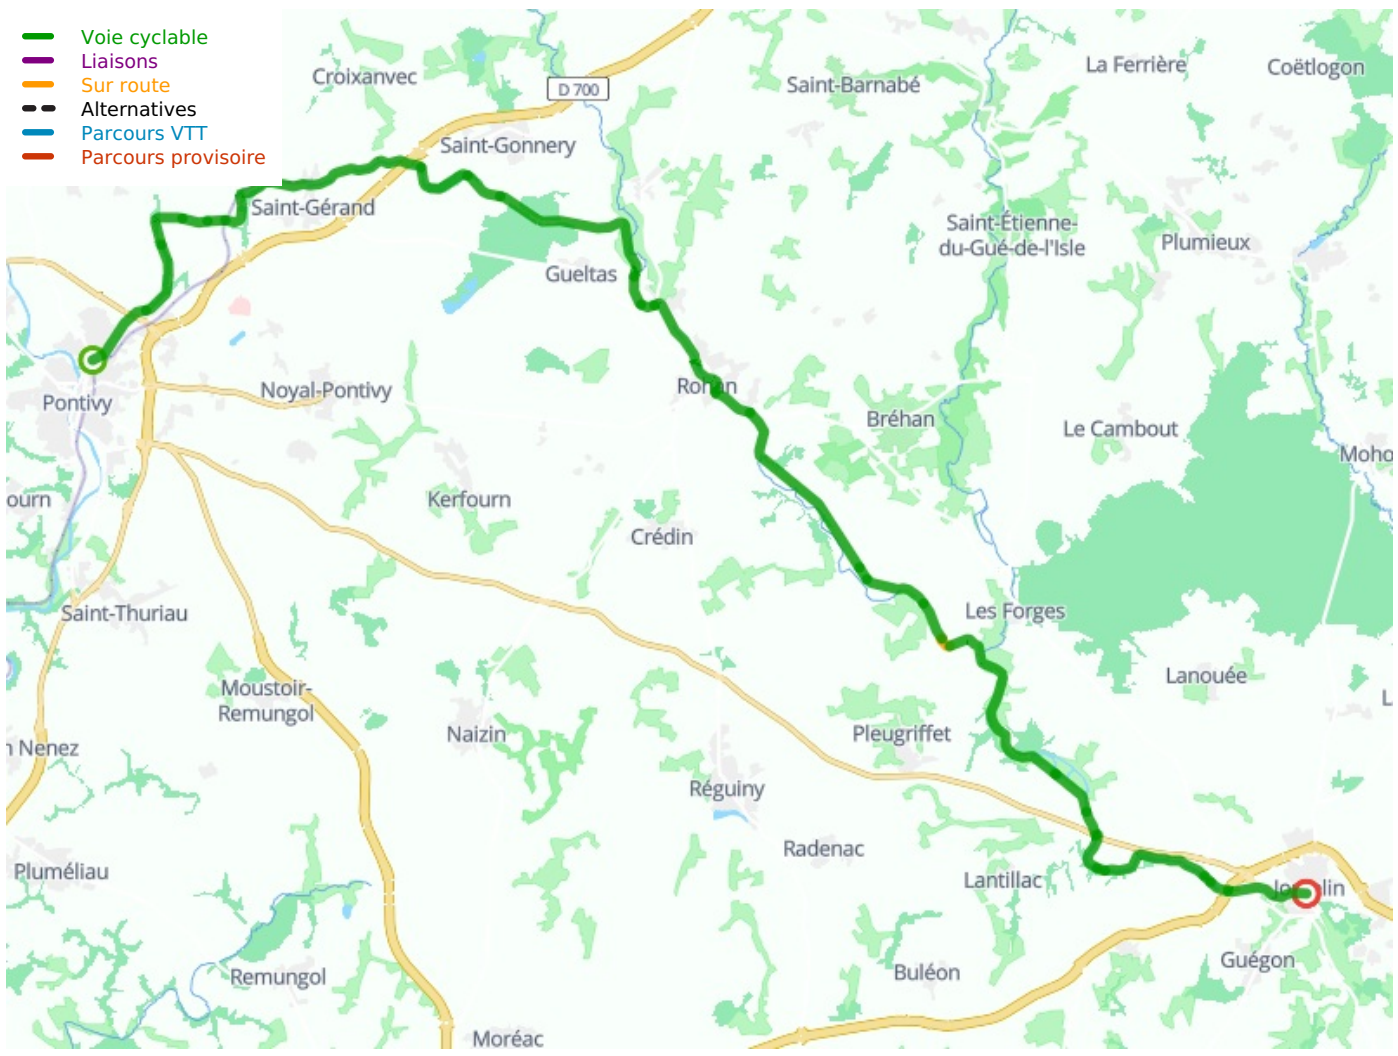 Voie cyclable
Liaisons
Sur route
Alternatives
Parcours VTT
Parcours provisoire
Croixanvec
D 700
Saint-Barnabé
La Ferrière
Coëtlogon
Saint-Gonnery
Saint-Gérand
Saint-Étienne-
du-Gué-de-l'Isle
Plumieux
Gueltas
Noyal-Pontivy
Pontivy
Bréhan
Le Cambout
Moho
ourn
Kerfourn
Crédin
Saint-Thuriau
Les Forges
Lanouée
Moustoir-
Remungol
L
n Nenez
Naizin
Pleugriffet
Réguiny
Radenac
Pluméliau
Lantillac
Guégon
Remungol
Buléon
Moréac